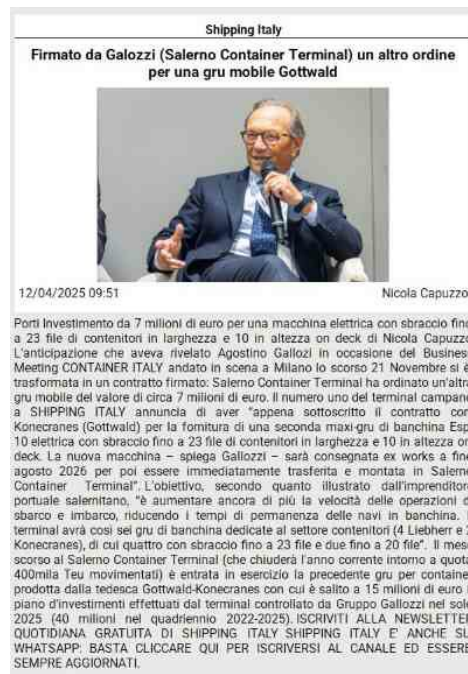 Shipping Italy
Firmato da Galozzi (Salerno Container Terminal) un altro ordine
per una gru mobile Gottwald
12/04/2025 09:51
Nicola Capuzzo
Porti Investimento da 7 milioni di euro per una macchina elettrica con sbraccio fino
a 23 file di contenitori in larghezza e 10 in altezza on deck di Nicola Capuzzo
L'anticipazione che aveva rivelato Agostino Gallozi in occasione del Business
Meeting CONTAINER ITALY andato in scena a Milano lo scorso 21 Novembre si è
trasformata in un contratto firmato: Salerno Container Terminal ha ordinato un'altra
gru mobile del valore di circa 7 milioni di euro. Il numero uno del terminal campano
a SHIPPING ITALY annuncia di aver "appena sottoscritto il contratto con
Konecranes (Gottwald) per la fornitura di una seconda maxi-gru di banchina Esp.
10 elettrica con sbraccio fino a 23 file di contenitori in larghezza e 10 in altezza on
deck. La nuova macchina – spiega Gallozzi – sarà consegnata ex works a fine
agosto 2026 per poi essere immediatamente trasferita e montata in Salerno
Container Terminal". L'obiettivo, secondo quanto illustrato dall'imprenditore
portuale salernitano, "è aumentare ancora di più la velocità delle operazioni di
sbarco e imbarco, riducendo i tempi di permanenza delle navi in banchina. Il
terminal avrà così sei gru di banchina dedicate al settore contenitori (4 Liebherr e 2
Konecranes), di cui quattro con sbraccio fino a 23 file e due fino a 20 file". Il mese
scorso al Salerno Container Terminal (che chiuderà l'anno corrente intorno a quota
400mila Teu movimentati) è entrata in esercizio la precedente gru per container
prodotta dalla tedesca Gottwald-Konecranes con cui è salito a 15 milioni di euro il
piano d'investimenti effettuati dal terminal controllato da Gruppo Gallozzi nel solo
2025 (40 milioni nel quadriennio 2022-2025). ISCRIVITI ALLA NEWSLETTER
QUOTIDIANA GRATUITA DI SHIPPING ITALY SHIPPING ITALY E' ANCHE SU
WHATSAPP: BASTA CLICCARE QUI PER ISCRIVERSI AL CANALE ED ESSERE
SEMPRE AGGIORNATI.